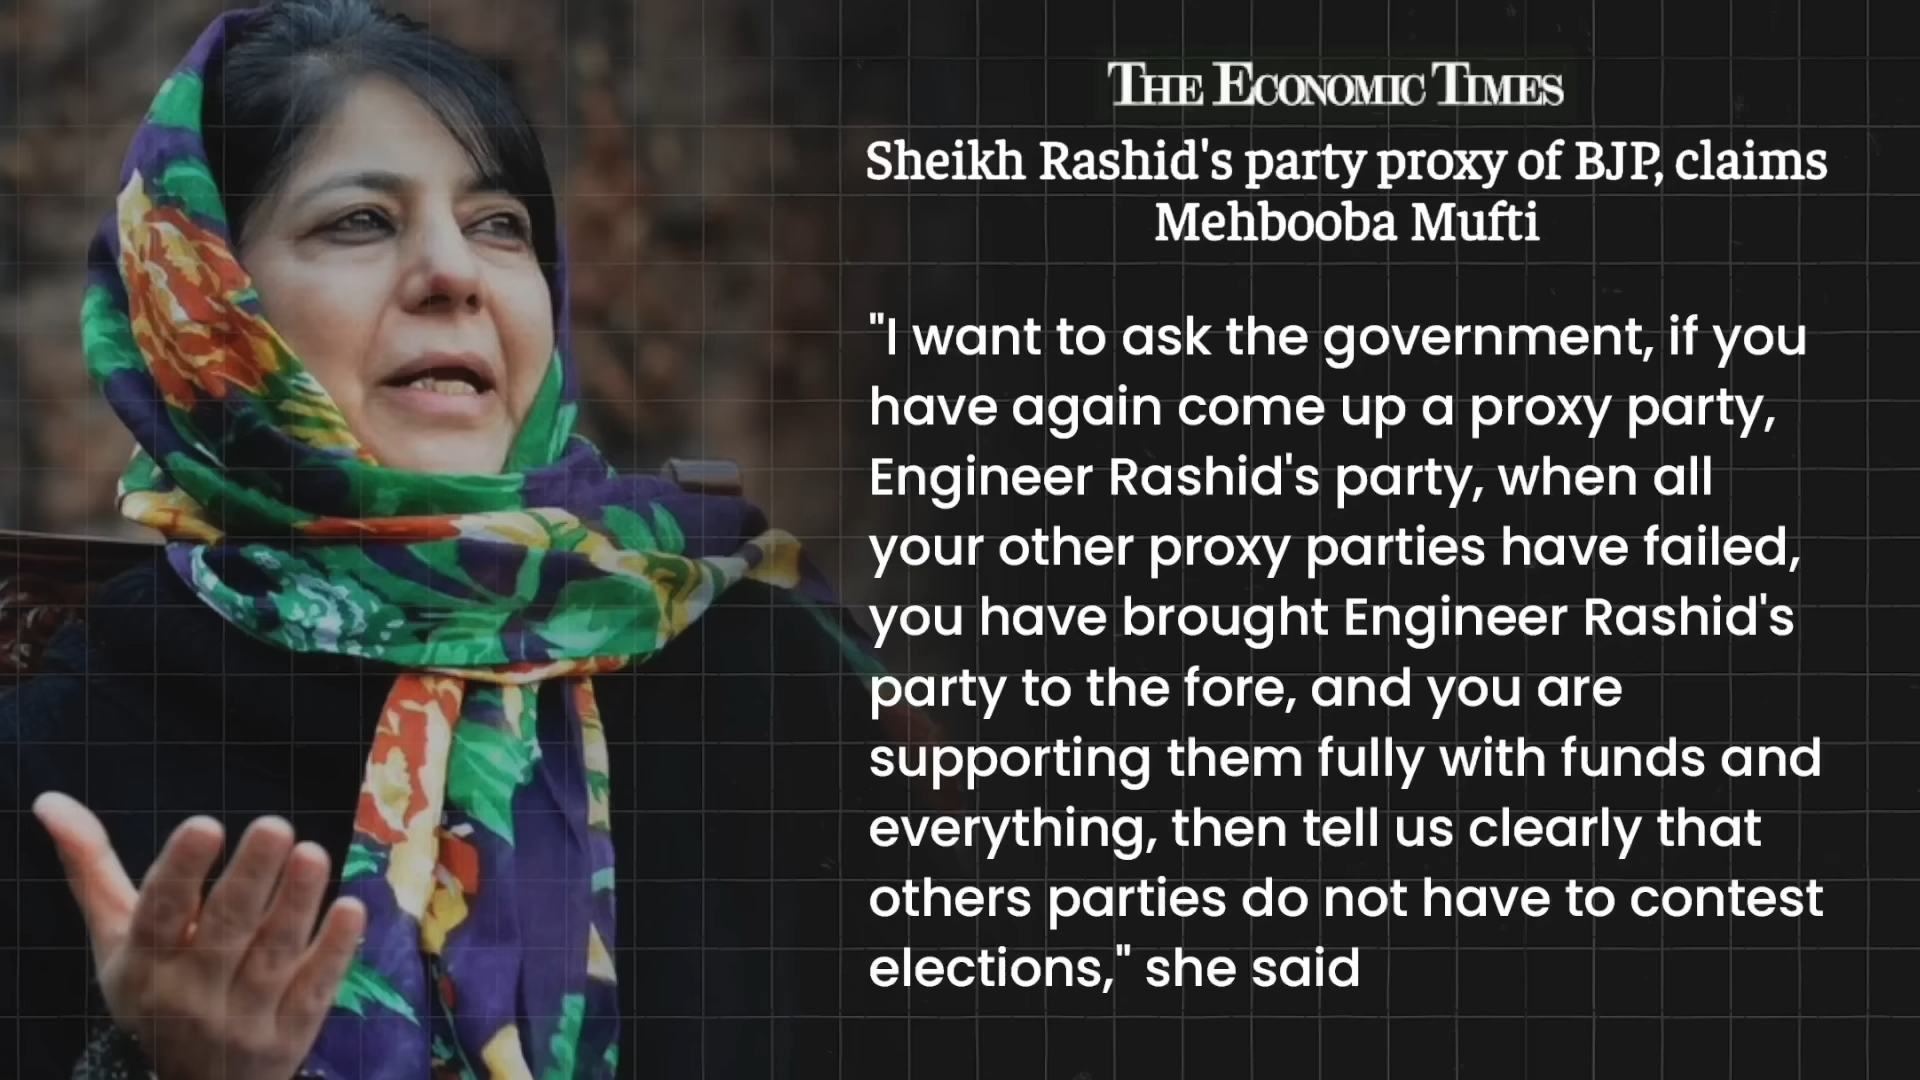 THE ECONOMIC TIMES
Sheikh Rashid's party proxy of BJP, claims
Mehbooba Mufti
"I want to ask the government, if you
have again come up a proxy party,
Engineer Rashid's party, when all
your other proxy parties have failed,
you have brought Engineer Rashid's
party to the fore, and you are
supporting them fully with funds and
everything, then tell us clearly that
others parties do not have to contest
elections," she said